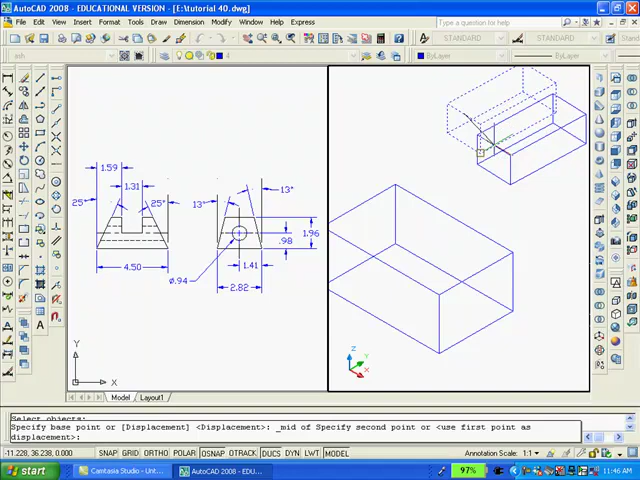 AutoCAD 2008 - EDUCATIONAL VERSION - [E:\tutorial 40.dwg]
File Edit View Insert Format Tools Draw Dimension Modify Window Help Express
Type a question for help
STANDARD
STANDARD
ash
4
ByLayer
ByLayer
1.59
1.31
25°
25°
4.50
13°
13°
.98
1.96
1.41
ø.94
2.82
Y
X
Z
Y
X
Model Layout1
Select objects:
Specify base point or [Displacement] <Displacement>: _mid of Specify second point or <use first point as
displacement>:
-11.228, 36.238, 0.000
SNAP GRID ORTHO POLAR OSNAP OTRACK DUCS DYN LWT MODEL
Annotation Scale: 1:1
start
Camtasia Studio - Unt...
AutoCAD 2008 - EDU...
97%
11:46 AM